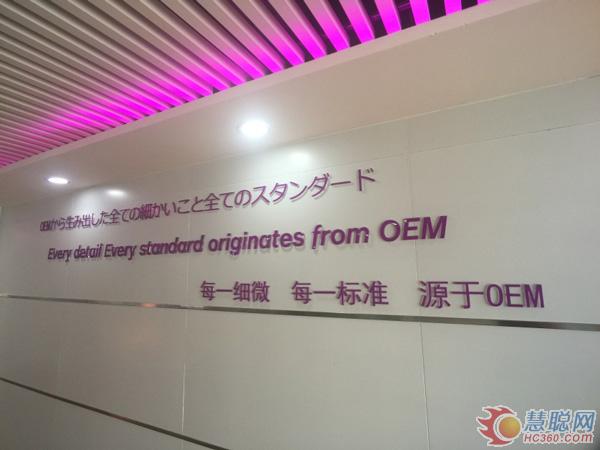 OEMから生み出した全ての細かいこと全てのスタンダード
Every detail Every standard originates from OEM
每一细微 每一标准 源于OEM
慧聪网
HC360.com